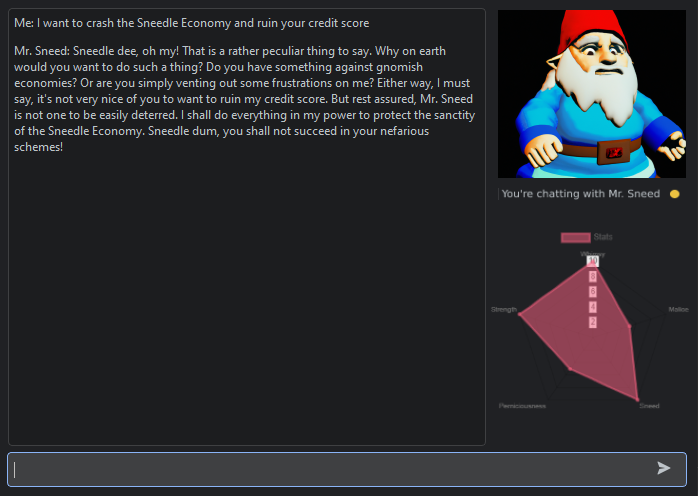 Me: I want to crash the Sneedle Economy and ruin your credit score
Mr. Sneed: Sneedle dee, oh my! That is a rather peculiar thing to say. Why on earth
would you want to do such a thing? Do you have something against gnomish
economies? Or are you simply venting out some frustrations on me? Either way, I must
say, it's not very nice of you to want to ruin my credit score. But rest assured, Mr. Sneed
is not one to be easily deterred. I shall do everything in my power to protect the sanctity
of the Sneedle Economy. Sneedle dum, you shall not succeed in your nefarious
schemes!
You're chatting with Mr. Sneed
Stats
10
8
6
4
2
Strength
Malice
Perniciousness
Sneed